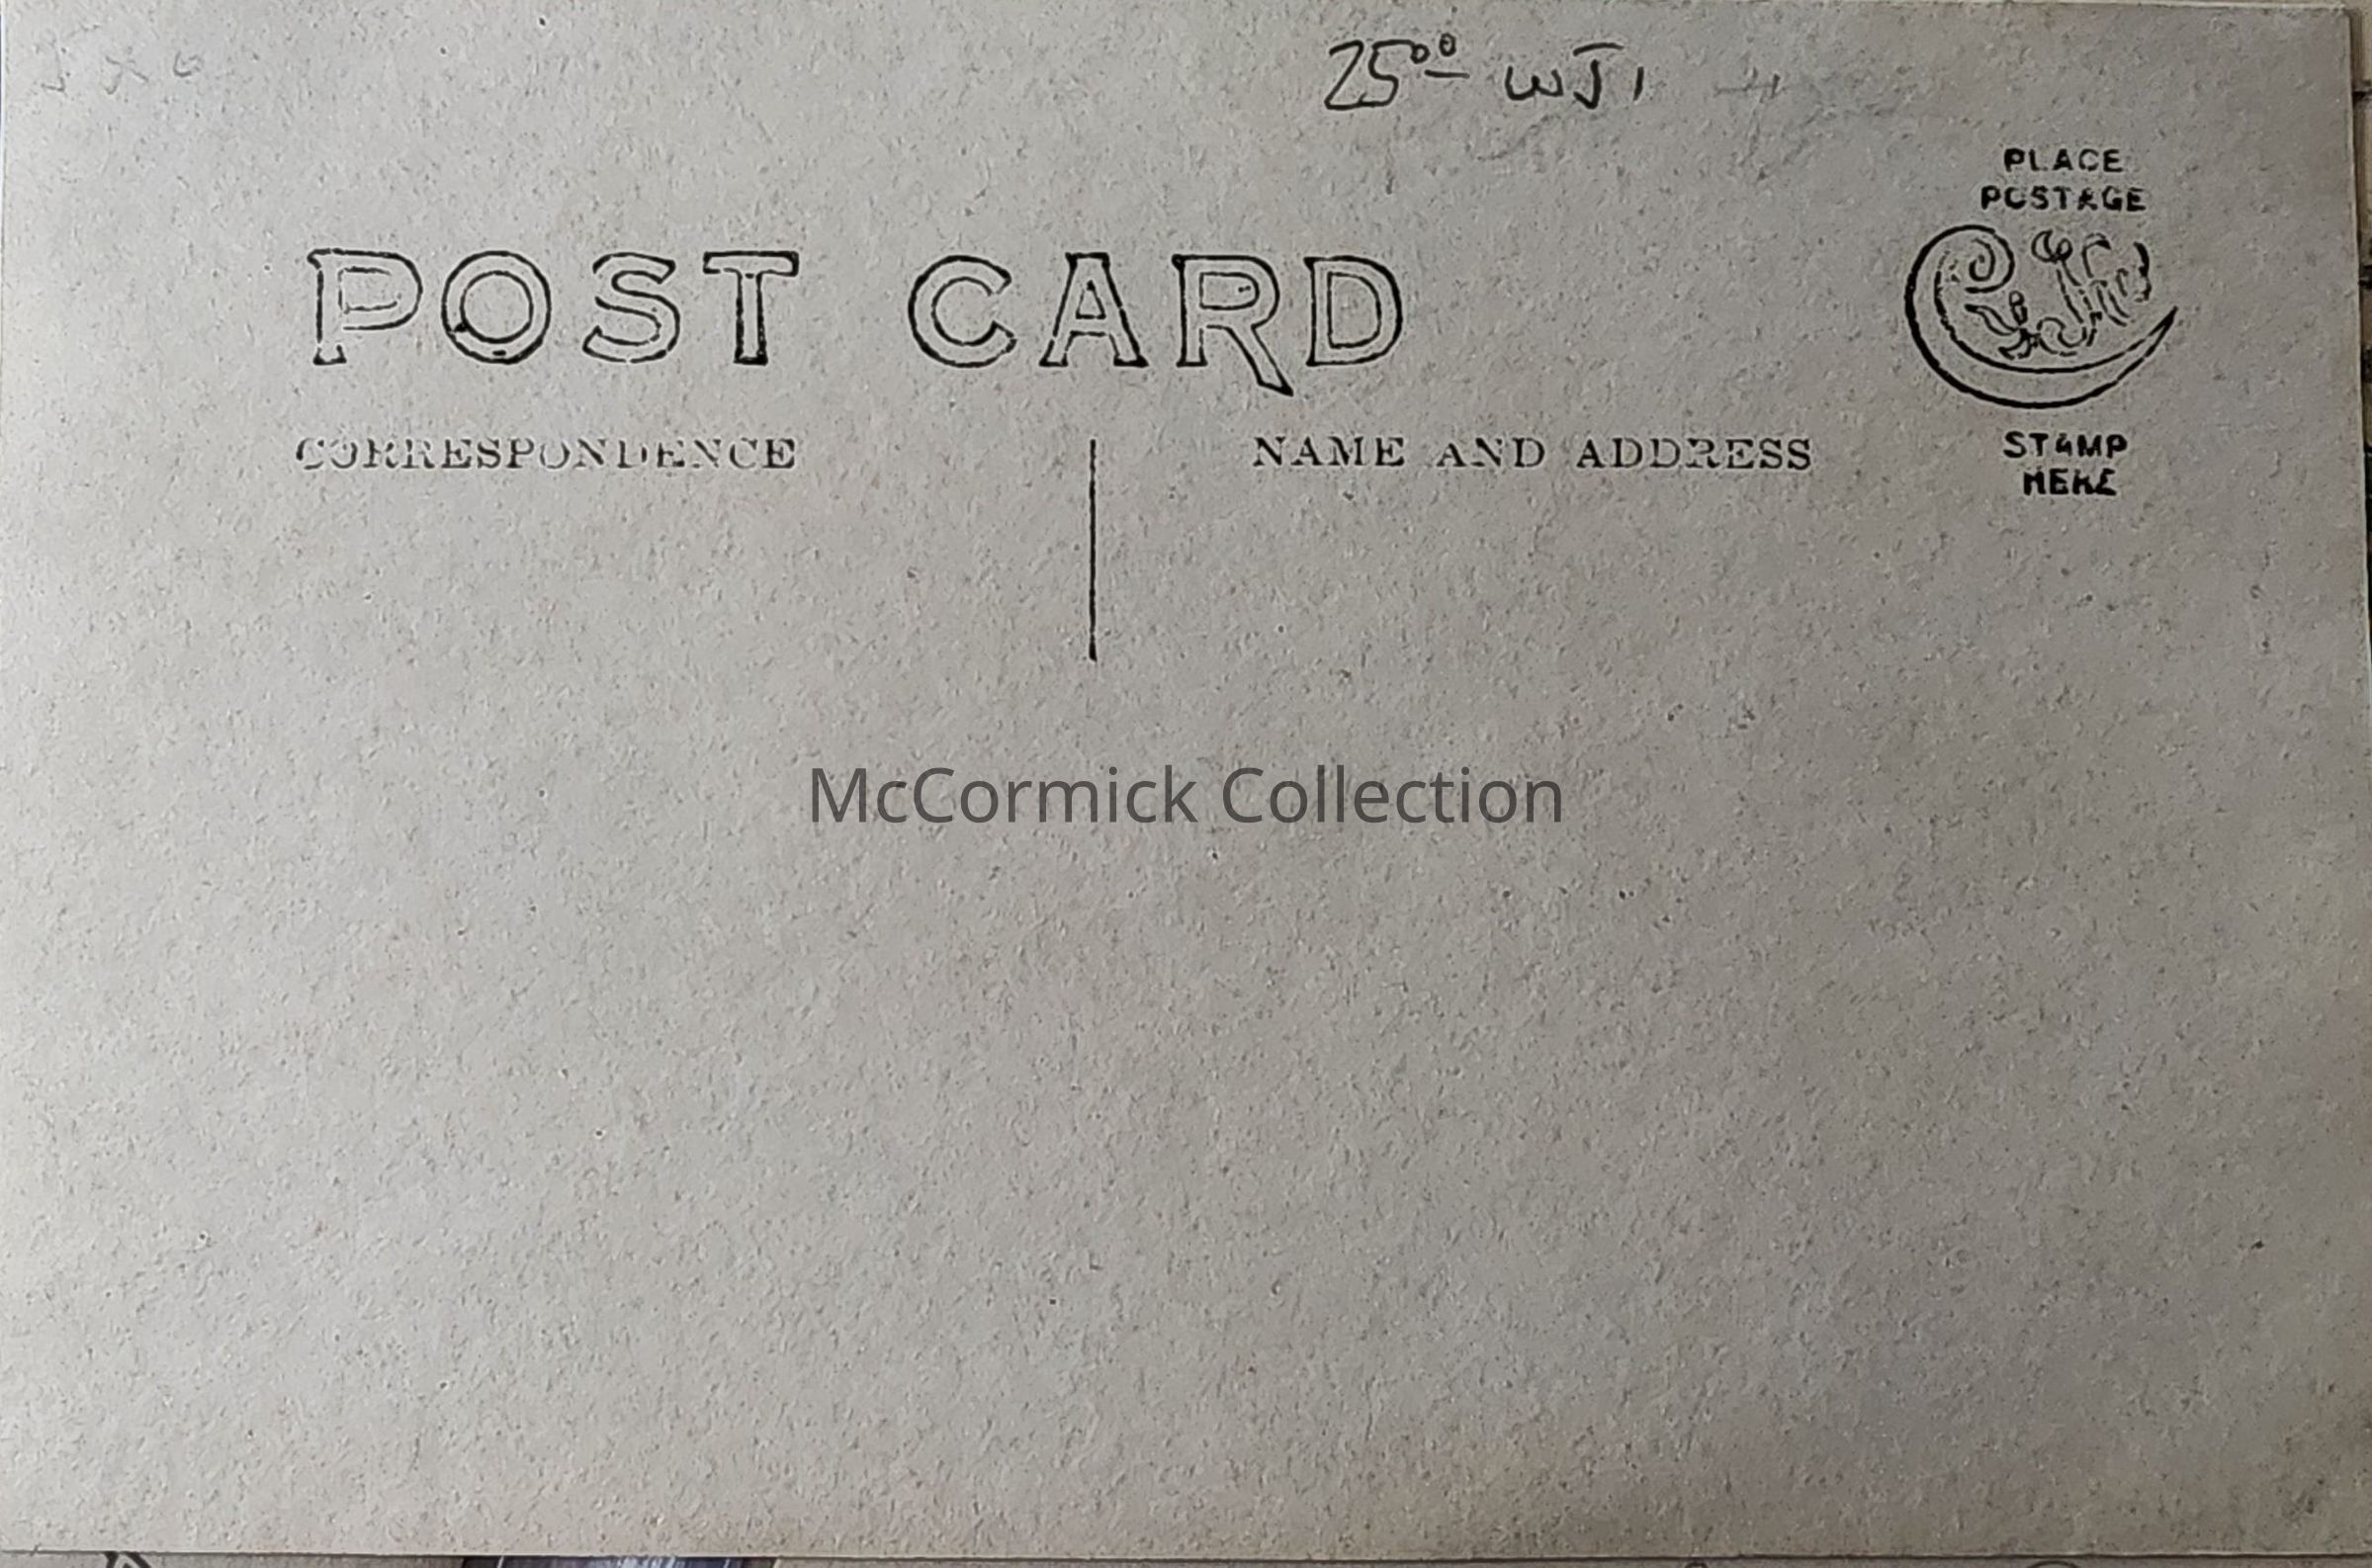 25⁰⁰ WJ1
PLACE
POSTAGE
POST CARD
CORRESPONDENCE
NAME AND ADDRESS
STAMP
HERE
McCormick Collection